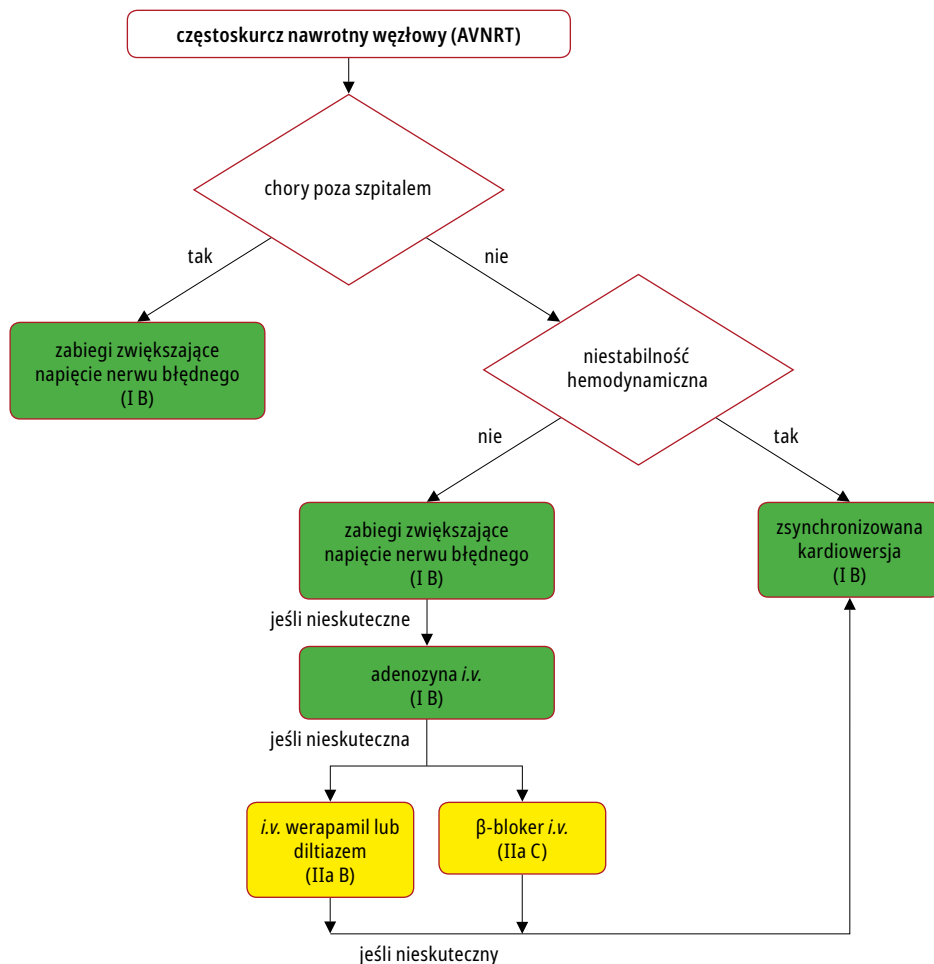 częstoskurcz nawrotny węzłowy (AVNRT)
chory poza szpitalem
tak
nie
zabiegi zwiększające
napięcie nerwu błędnego
(I B)
niestabilność
hemodynamiczna
nie
tak
zabiegi zwiększające
napięcie nerwu błędnego
(I B)
zsynchronizowana
kardiowersja
(I B)
jeśli nieskuteczne
adenozyna i.v.
(I B)
jeśli nieskuteczna
i.v. werapamil lub
diltiazem
(IIa B)
β-bloker i.v.
(IIa C)
jeśli nieskuteczny